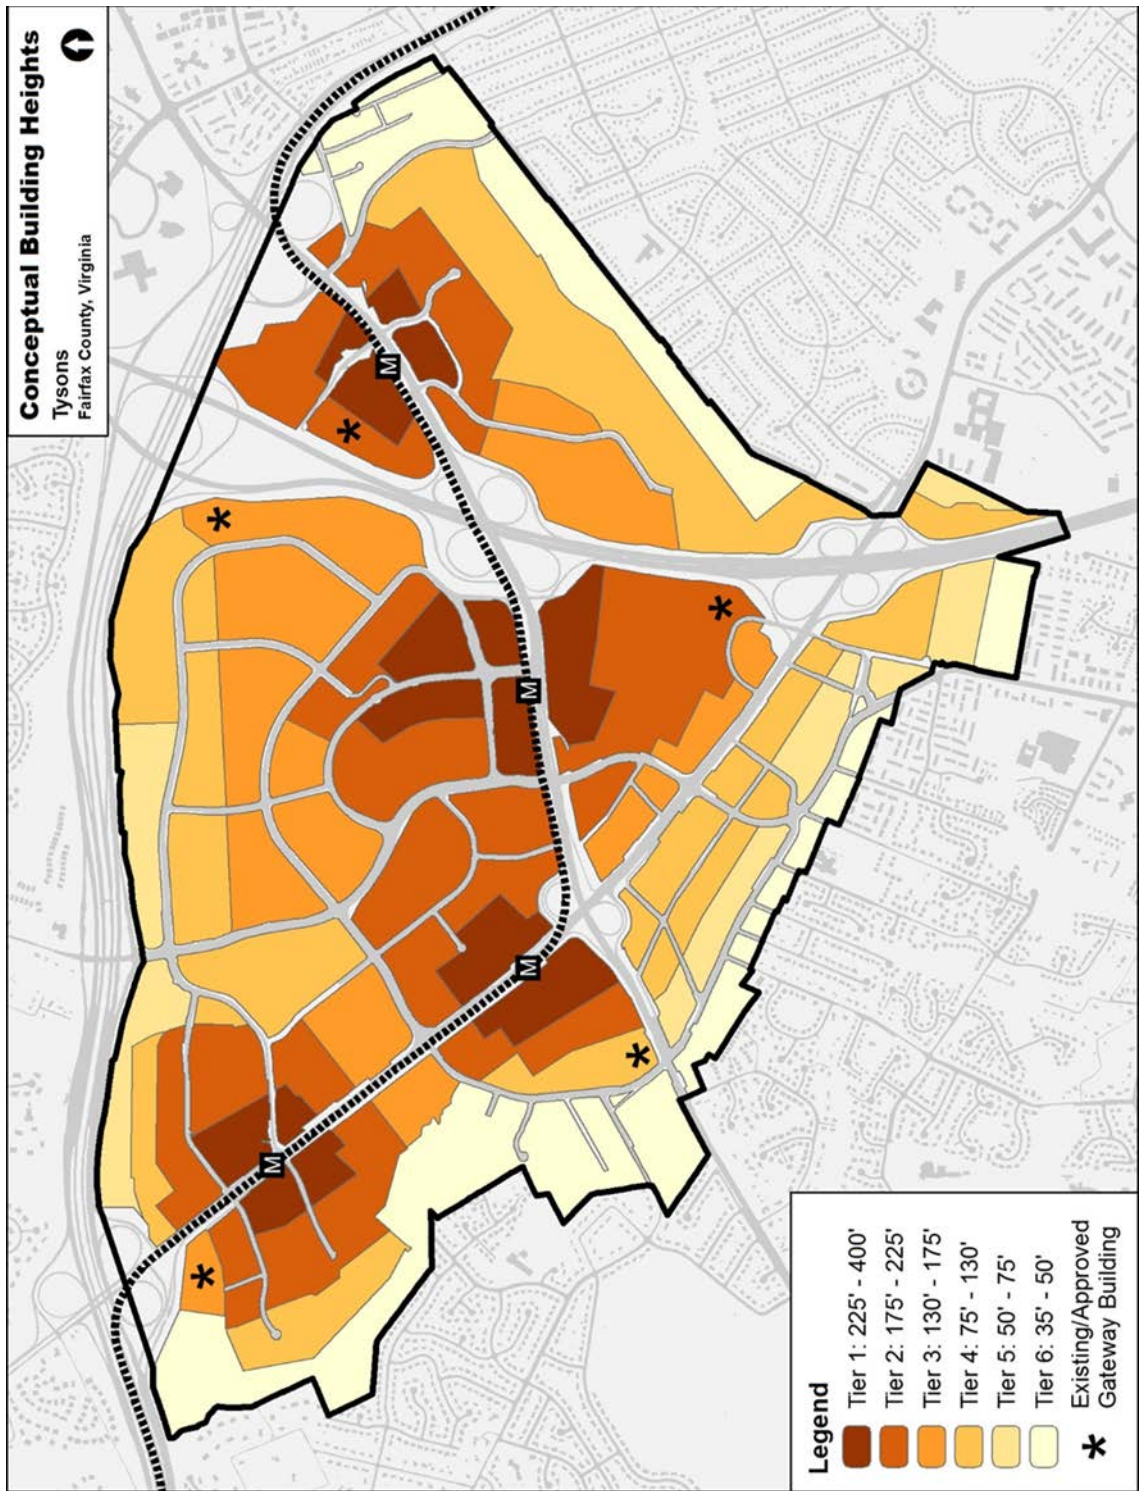 Conceptual Building Heights
Tysons
Fairfax County, Virginia
M
M
M
M
Legend
Tier 1: 225' - 400'
Tier 2: 175' - 225'
Tier 3: 130' - 175'
Tier 4: 75' - 130'
Tier 5: 50' - 75'
Tier 6: 35' - 50'
Existing/Approved
Gateway Building